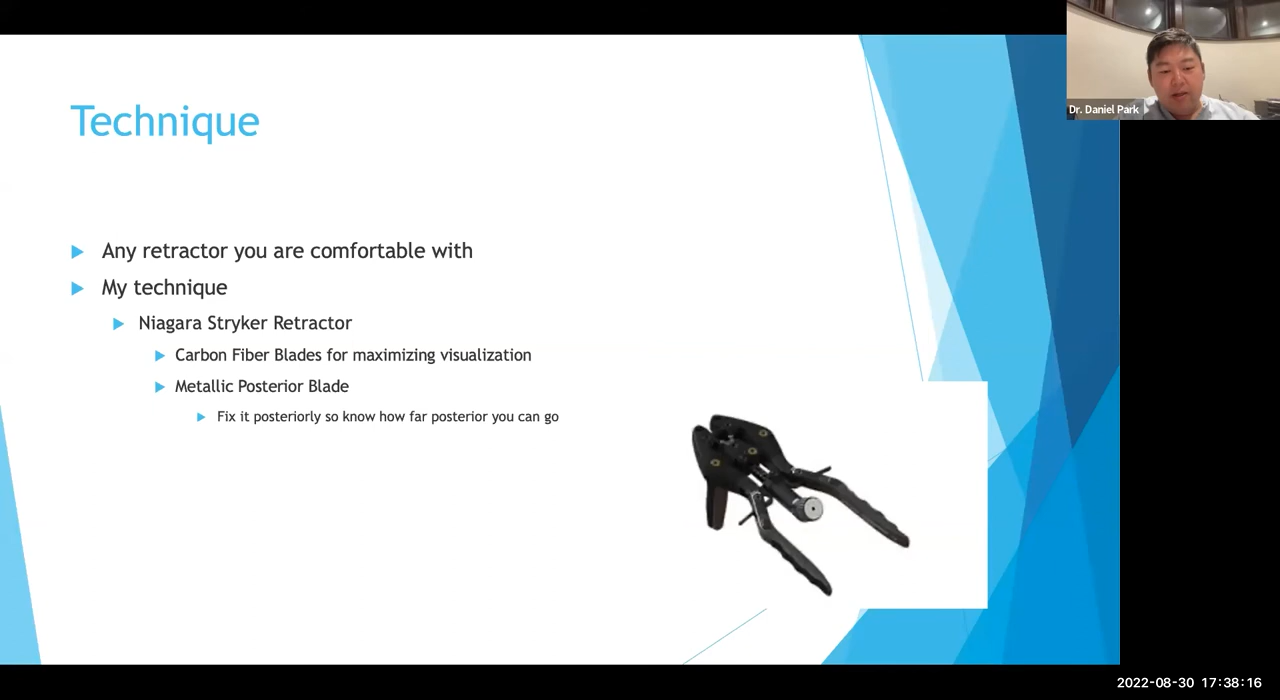 Dr. Daniel Park
Technique
Any retractor you are comfortable with
My technique
Niagara Stryker Retractor
Carbon Fiber Blades for maximizing visualization
Metallic Posterior Blade
Fix it posteriorly so know how far posterior you can go
2022-08-30 17:38:16